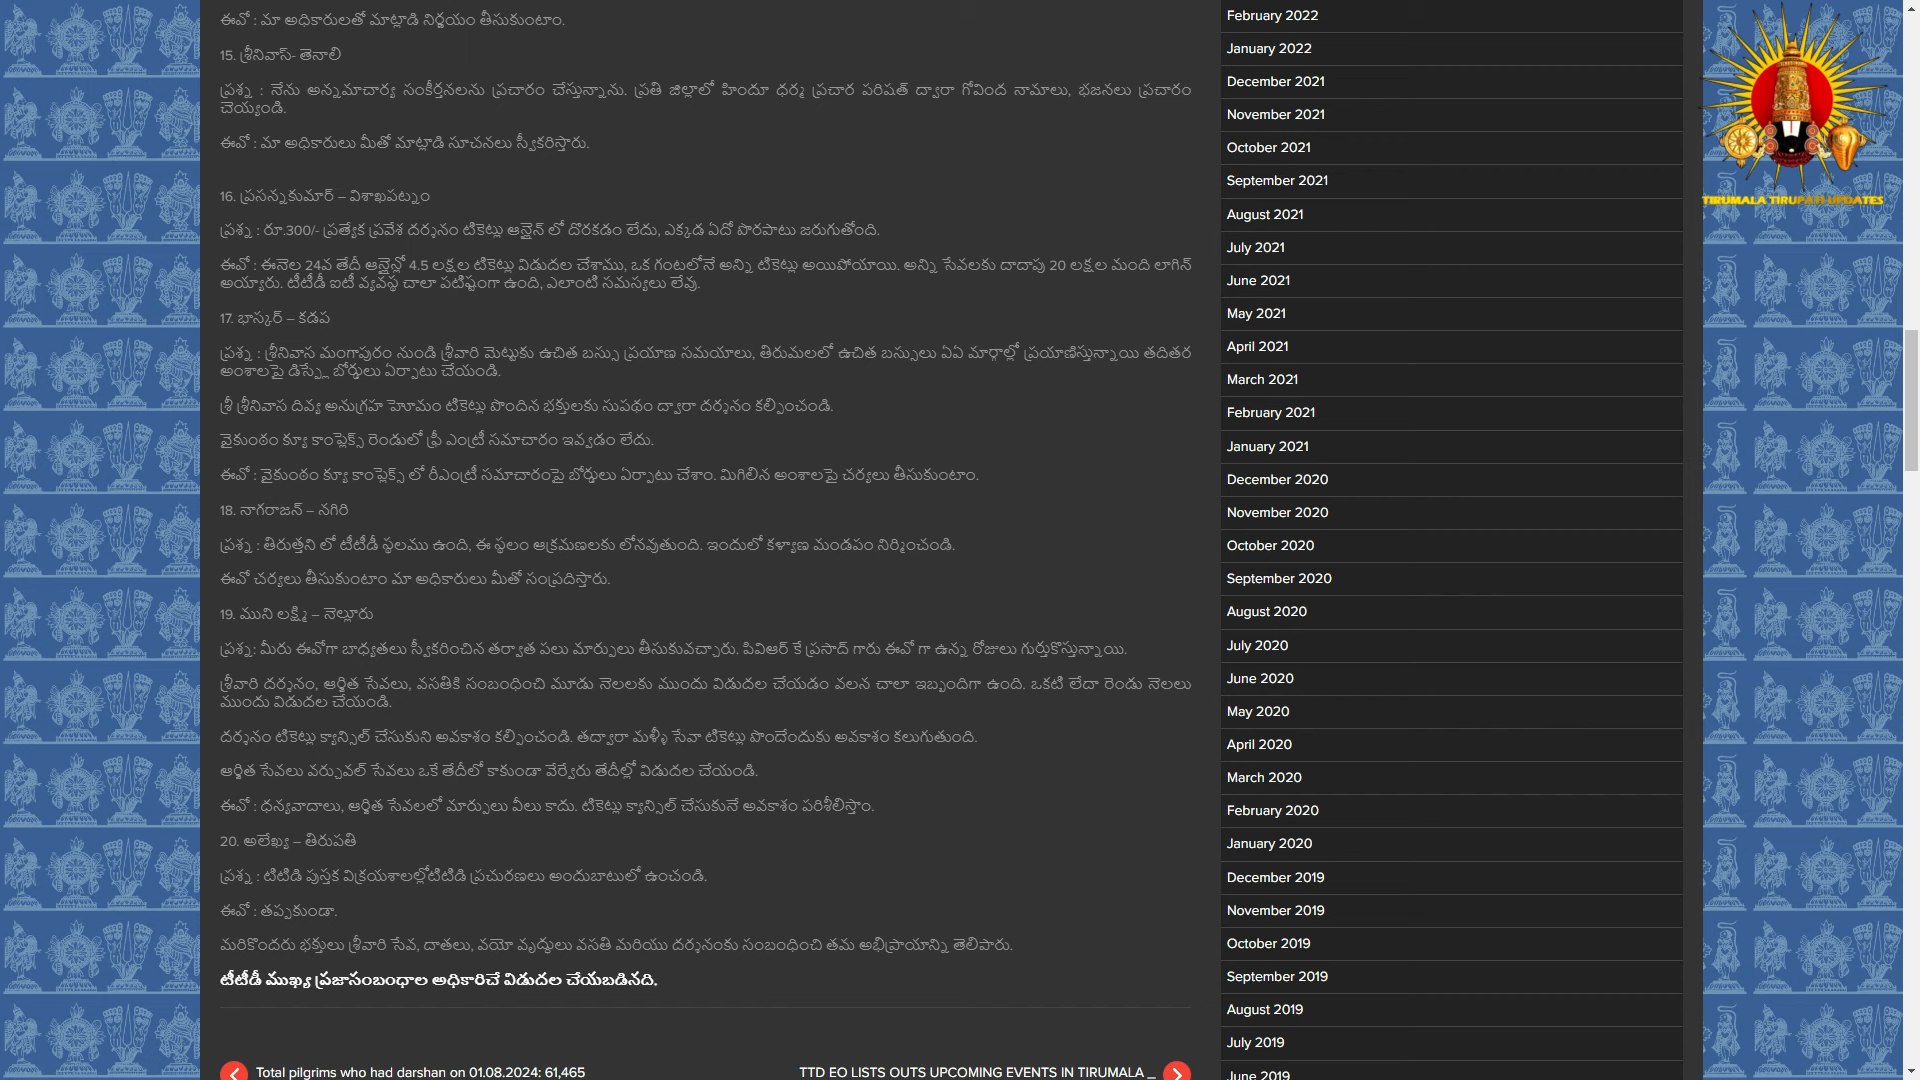 ఈవో : మా అధికారులతో మాట్లాడి నిర్ణయం తీసుకుంటాం.
15. శ్రీనివాస్- తెనాలి
ప్రశ్న : నేను అన్నమాచార్య సంకీర్తనలను ప్రచారం చేస్తున్నాను. ప్రతి జిల్లాలో హిందూ ధర్మ ప్రచార పరిషత్ ద్వారా గోవింద నామాలు, భజనలు ప్రచారం
చెయ్యండి.
ఈవో : మా అధికారులు మీతో మాట్లాడి సూచనలు స్వీకరిస్తారు.
16. ప్రసన్నకుమార్ – విశాఖపట్నం
ప్రశ్న : రూ.300/- ప్రత్యేక ప్రవేశ దర్శనం టికెట్లు ఆన్లైన్ లో దొరకడం లేదు, ఎక్కడ ఏదో పొరపాటు జరుగుతోంది.
ఈవో : ఈనెల 24వ తేదీ ఆన్లైన్లో 4.5 లక్షల టికెట్లు విడుదల చేశాము, ఒక గంటలోనే అన్ని టికెట్లు అయిపోయాయి. అన్ని సేవలకు దాదాపు 20 లక్షల మంది లాగిన్
అయ్యారు. టీటీడీ ఐటీ వ్యవస్థ చాలా పటిష్టంగా ఉంది, ఎలాంటి సమస్యలు లేవు.
17. భాస్కర్ – కడప
ప్రశ్న : శ్రీనివాస మంగాపురం నుండి శ్రీవారి మెట్టుకు ఉచిత బస్సు ప్రయాణ సమయాలు, తిరుమలలో ఉచిత బస్సులు ఏఏ మార్గాల్లో ప్రయాణిస్తున్నాయి తదితర
అంశాలపై డిస్ప్లే బోర్డులు ఏర్పాటు చేయండి.
శ్రీ శ్రీనివాస దివ్య అనుగ్రహ హెూమం టికెట్లు పొందిన భక్తులకు సుపథం ద్వారా దర్శనం కల్పించండి.
వైకుంఠం క్యూ కాంప్లెక్స్ రెండులో ఫ్రీ ఎంట్రీ సమాచారం ఇవ్వడం లేదు.
ఈవో : వైకుంఠం క్యూ కాంప్లెక్స్ లో రీఎంట్రీ సమాచారంపై బోర్డులు ఏర్పాటు చేశాం. మిగిలిన అంశాలపై చర్యలు తీసుకుంటాం.
18. నాగరాజన్ – నగిరి
ప్రశ్న : తిరుత్తని లో టీటీడీ స్థలము ఉంది, ఈ స్థలం ఆక్రమణలకు లోనవుతుంది. ఇందులో కళ్యాణ మండపం నిర్మించండి.
ఈవో చర్యలు తీసుకుంటాం మా అధికారులు మీతో సంప్రదిస్తారు.
19. ముని లక్ష్మి – నెల్లూరు
ప్రశ్న: మీరు ఈవోగా బాధ్యతలు స్వీకరించిన తర్వాత పలు మార్పులు తీసుకువచ్చారు. పివిఆర్ కే ప్రసాద్ గారు ఈవో గా ఉన్న రోజులు గుర్తుకొస్తున్నాయి.
శ్రీవారి దర్శనం, ఆర్జిత సేవలు, వసతికి సంబంధించి మూడు నెలలకు ముందు విడుదల చేయడం వలన చాలా ఇబ్బందిగా ఉంది. ఒకటి లేదా రెండు నెలలు
ముందు విడుదల చేయండి.
దర్శనం టికెట్లు క్యాన్సిల్ చేసుకుని అవకాశం కల్పించండి. తద్వారా మళ్ళీ సేవా టికెట్లు పొందేందుకు అవకాశం కలుగుతుంది.
ఆర్జిత సేవలు వర్చువల్ సేవలు ఒకే తేదీలో కాకుండా వేర్వేరు తేదీల్లో విడుదల చేయండి.
ఈవో : ధన్యవాదాలు, ఆర్జిత సేవలలో మార్పులు వీలు కాదు. టికెట్లు క్యాన్సిల్ చేసుకునే అవకాశం పరిశీలిస్తాం.
20. అలేఖ్య – తిరుపతి
ప్రశ్న : టిటిడి పుస్తక విక్రయశాలల్లోటిటిడి ప్రచురణలు అందుబాటులో ఉంచండి.
ఈవో : తప్పకుండా.
మరికొందరు భక్తులు శ్రీవారి సేవ, దాతలు, వయో వృద్ధులు వసతి మరియు దర్శనంకు సంబంధించి తమ అభిప్రాయాన్ని తెలిపారు.
టీటీడీ ముఖ్య ప్రజాసంబంధాల అధికారిచే విడుదల చేయబడినది.
Total pilgrims who had darshan on 01.08.2024: 61,465
TTD EO LISTS OUTS UPCOMING EVENTS IN TIRUMALA _
February 2022
January 2022
December 2021
November 2021
October 2021
September 2021
August 2021
July 2021
June 2021
May 2021
April 2021
March 2021
February 2021
January 2021
December 2020
November 2020
October 2020
September 2020
August 2020
July 2020
June 2020
May 2020
April 2020
March 2020
February 2020
January 2020
December 2019
November 2019
October 2019
September 2019
August 2019
July 2019
June 2019
TIRUMALA TIRUPATI UPDATES